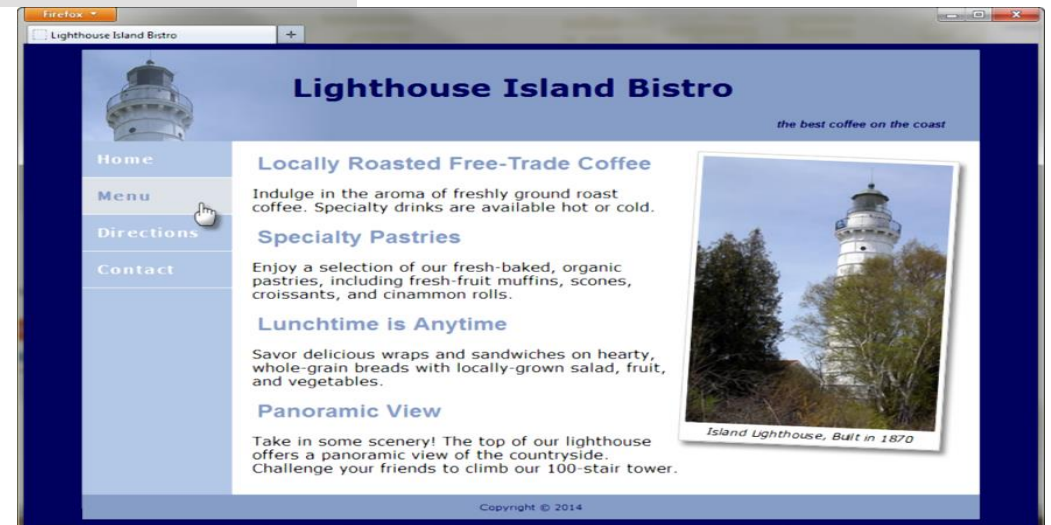 Firefox
Lighthouse Island Bistro
Lighthouse Island Bistro
the best coffee on the coast
Home
Menu
Directions
Contact
Locally Roasted Free-Trade Coffee
Indulge in the aroma of freshly ground roast
coffee. Specialty drinks are available hot or cold.
Specialty Pastries
Enjoy a selection of our fresh-baked, organic
pastries, including fresh-fruit muffins, scones,
croissants, and cinammon rolls.
Lunchtime is Anytime
Savor delicious wraps and sandwiches on hearty,
whole-grain breads with locally-grown salad, fruit,
and vegetables.
Panoramic View
Take in some scenery! The top of our lighthouse
offers a panoramic view of the countryside.
Challenge your friends to climb our 100-stair tower.
Island Lighthouse, Built in 1870
Copyright © 2014